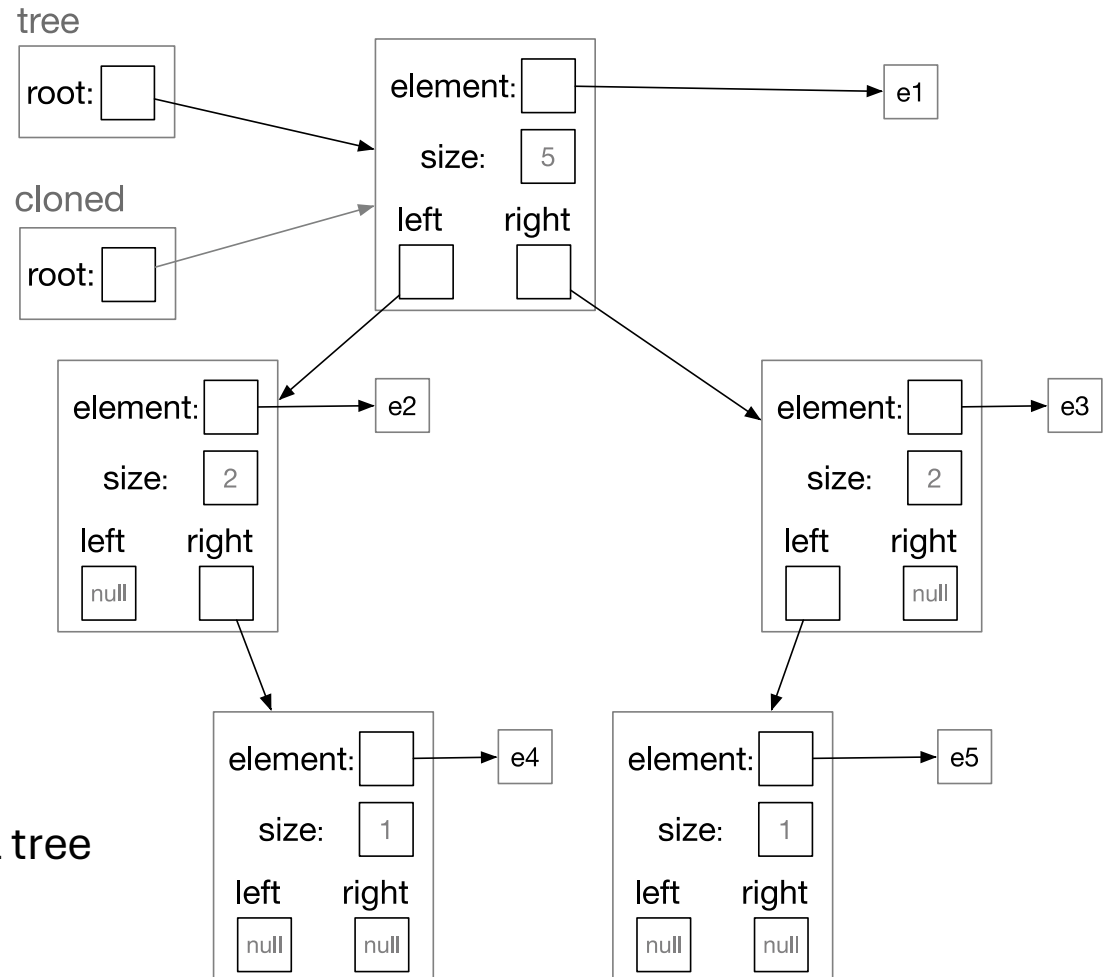 tree
root:
element:
e1
size: 5
cloned
left right
root:
element:
e2
element:
e3
size: 2
size: 2
left right
left right
null
null
element:
e4
element:
e5
size: 1
size: 1
tree
left right
left right
null null
null null